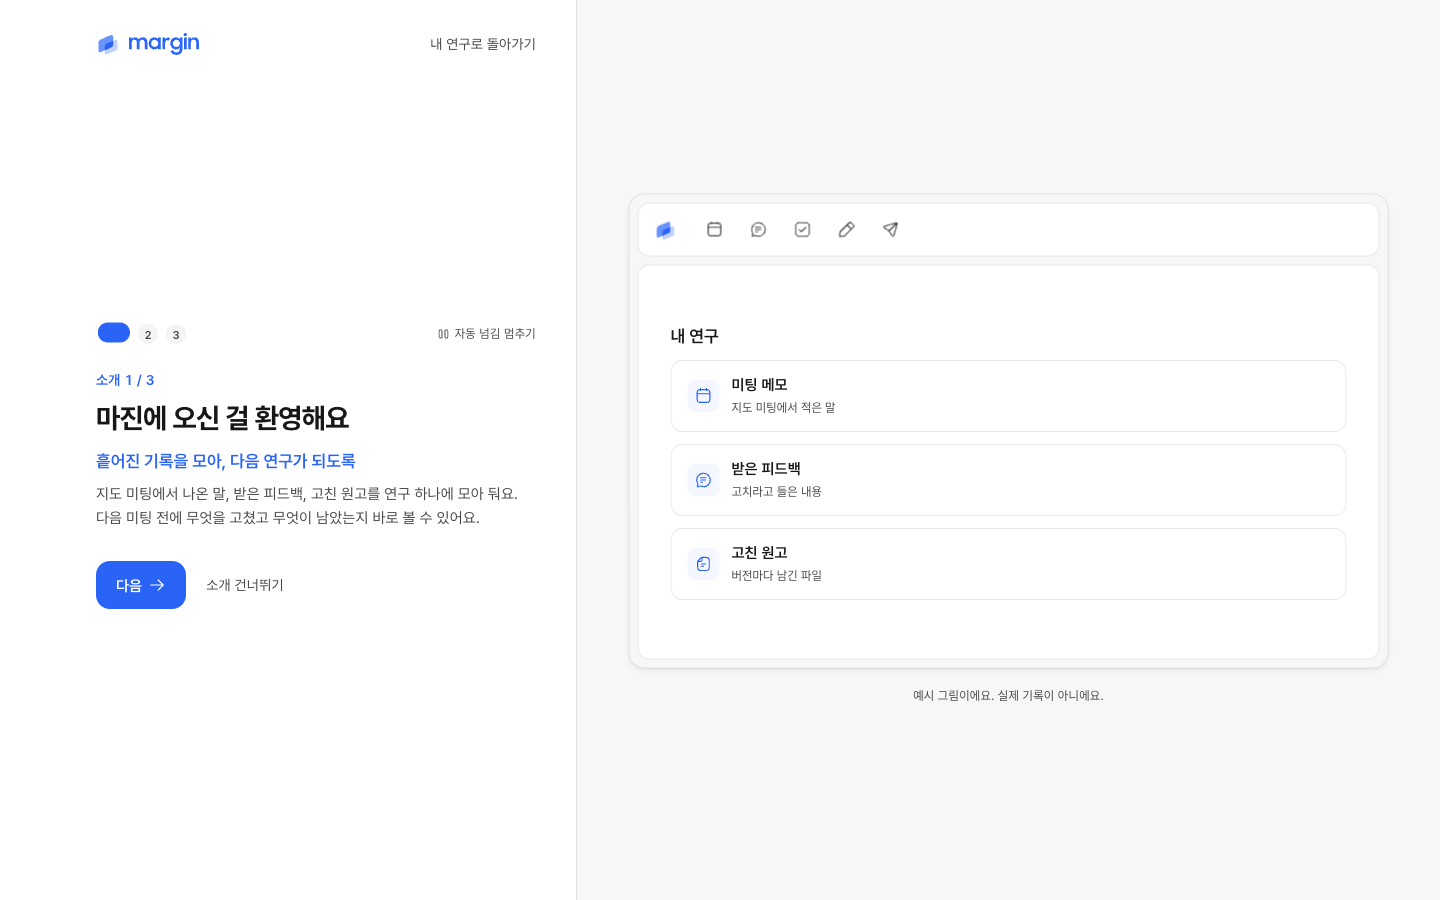 margin
내 연구로 돌아가기
2
3
자동 넘김 멈추기
소개 1 / 3
마진에 오신 걸 환영해요
흩어진 기록을 모아, 다음 연구가 되도록
지도 미팅에서 나온 말, 받은 피드백, 고친 원고를 연구 하나에 모아 둬요.
다음 미팅 전에 무엇을 고쳤고 무엇이 남았는지 바로 볼 수 있어요.
다음
소개 건너뛰기
내 연구
미팅 메모
지도 미팅에서 적은 말
받은 피드백
고치라고 들은 내용
고친 원고
버전마다 남긴 파일
예시 그림이에요. 실제 기록이 아니에요.